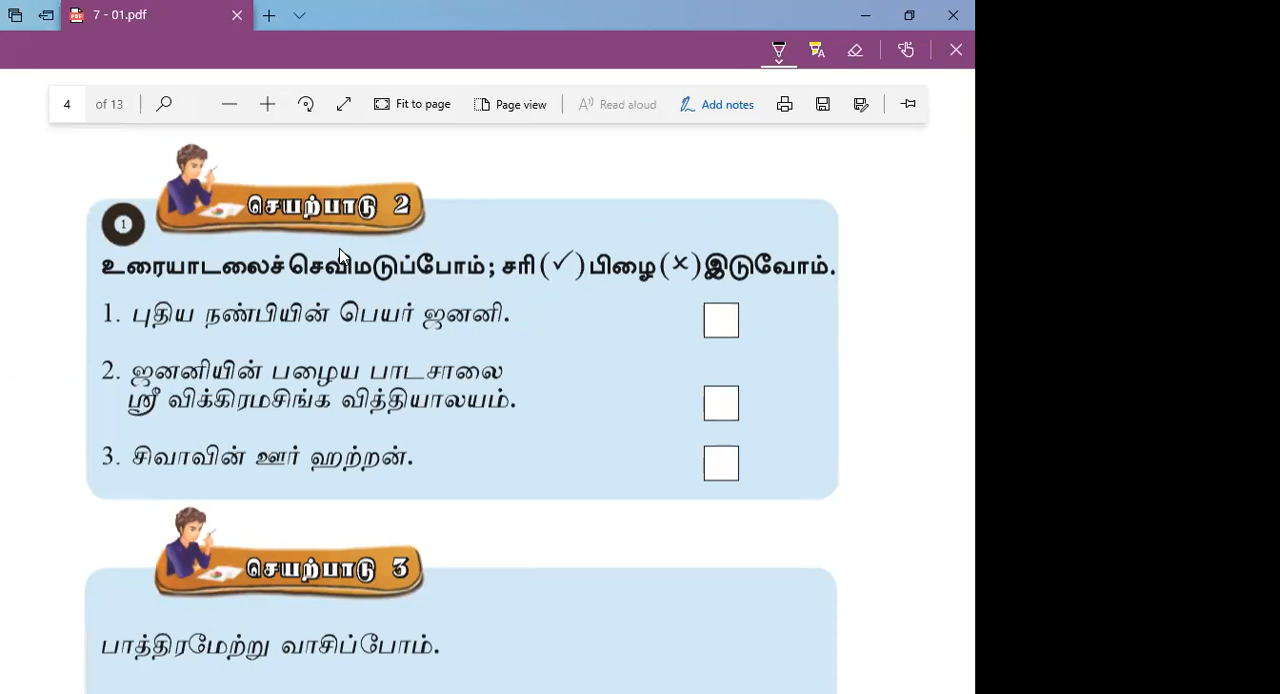 7 - 01.pdf
4 of 13 Fit to page Page view Read aloud Add notes
செயற்பாடு 2
1
உரையாடலைச் செவிமடுப்போம்; சரி (✓) பிழை (×) இடுவோம்.
1. புதிய நண்பியின் பெயர் ஜனனி.
2. ஜனனியின் பழைய பாடசாலை
ஸ்ரீ விக்கிரமசிங்க வித்தியாலயம்.
3. சிவாவின் ஊர் ஹற்றன்.
செயற்பாடு 3
பாத்திரமேற்று வாசிப்போம்.